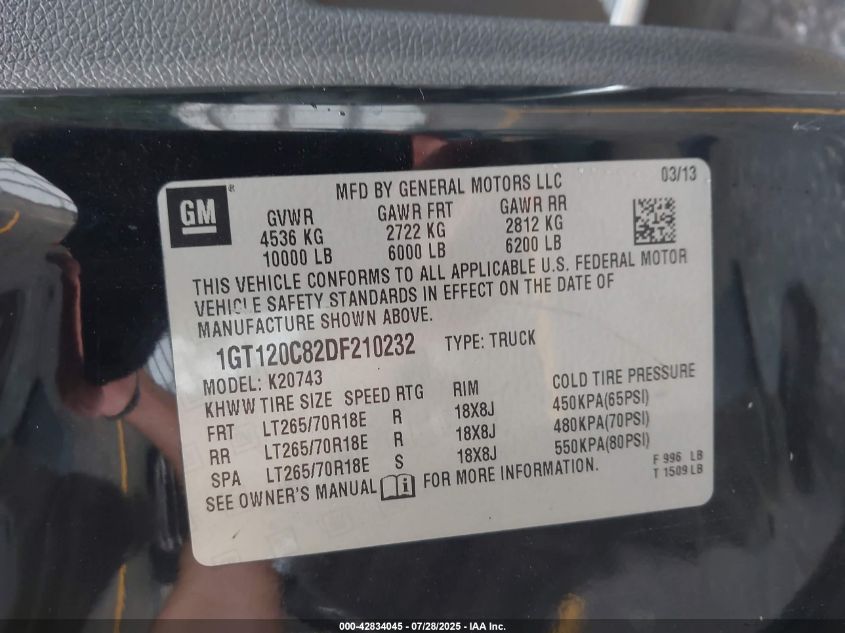 GM®
MFD BY GENERAL MOTORS LLC 03/13
GVWR GAWR FRT GAWR RR
4536 KG 2722 KG 2812 KG
10000 LB 6000 LB 6200 LB
THIS VEHICLE CONFORMS TO ALL APPLICABLE U.S. FEDERAL MOTOR
VEHICLE SAFETY STANDARDS IN EFFECT ON THE DATE OF
MANUFACTURE SHOWN ABOVE.
1GT120C82DF210232 TYPE: TRUCK
MODEL: K20743
KHWW TIRE SIZE SPEED RTG RIM COLD TIRE PRESSURE
FRT LT265/70R18E R 18X8J 450KPA(65PSI)
RR LT265/70R18E R 18X8J 480KPA(70PSI)
SPA LT265/70R18E S 18X8J 550KPA(80PSI)
SEE OWNER'S MANUAL FOR MORE INFORMATION.
F 996 LB
T 1509 LB
000-42834045 - 07/28/2025 - IAA Inc.